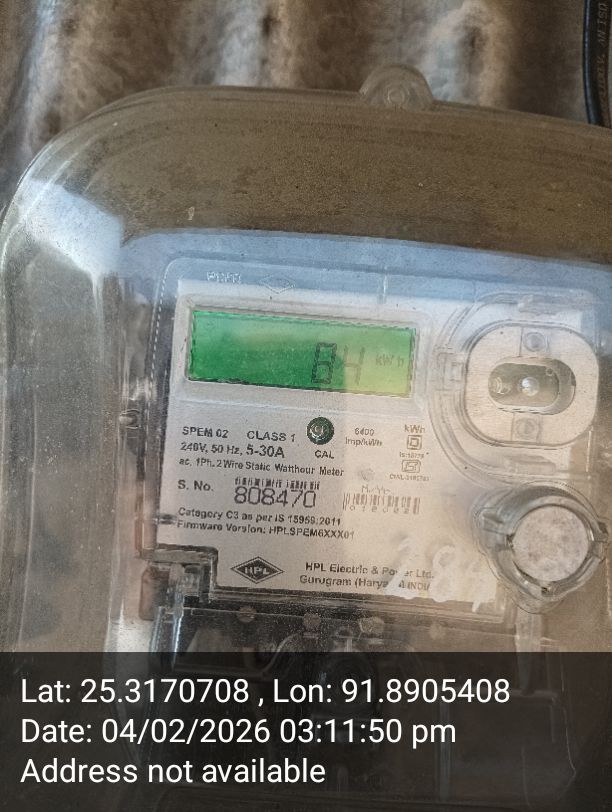 84 kWh
SPEM 02 CLASS 1
240V, 50 Hz, 5-30A
CAL
6400
imp/kWh
kWh
ac, 1Ph. 2 Wire Static Watthour Meter
S. No. 808470
Category C3 as per IS 15959:2011
Firmware Version: HPLSPEM6XXX01
HPL
HPL Electric & Power Ltd.
Gurugram (Haryana) INDIA
Lat: 25.3170708 , Lon: 91.8905408
Date: 04/02/2026 03:11:50 pm
Address not available